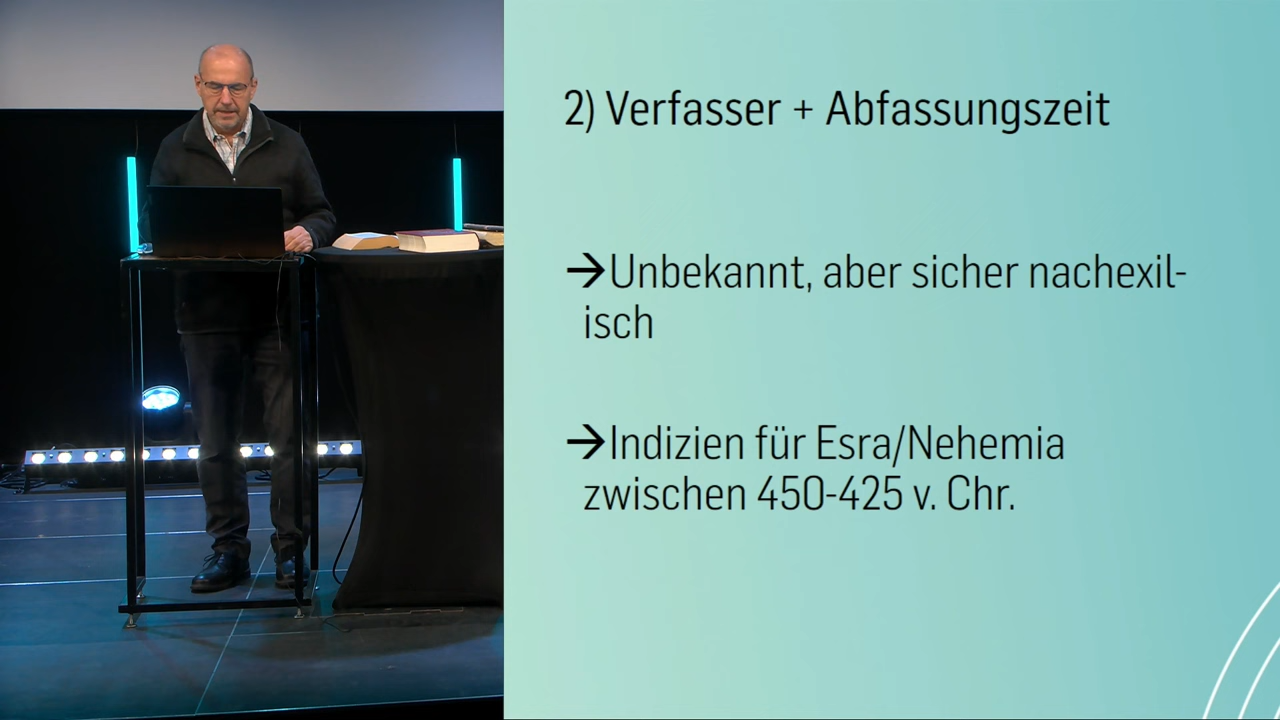 2) Verfasser + Abfassungszeit
→Unbekannt, aber sicher nachexil-
isch
→Indizien für Esra/Nehemia
zwischen 450-425 v. Chr.